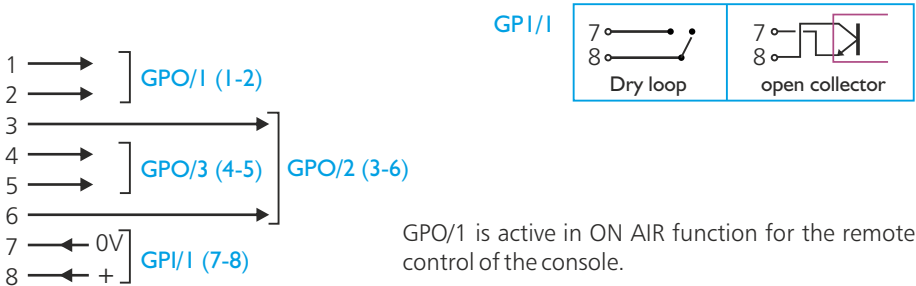 1
2
GPO/1 (1-2)
3
4
5
GPO/3 (4-5)
GPO/2 (3-6)
6
7 0V
8 +
GPI/1 (7-8)
GP1/1
7
8
Dry loop
7
8
open collector
GPO/1 is active in ON AIR function for the remote
control of the console.